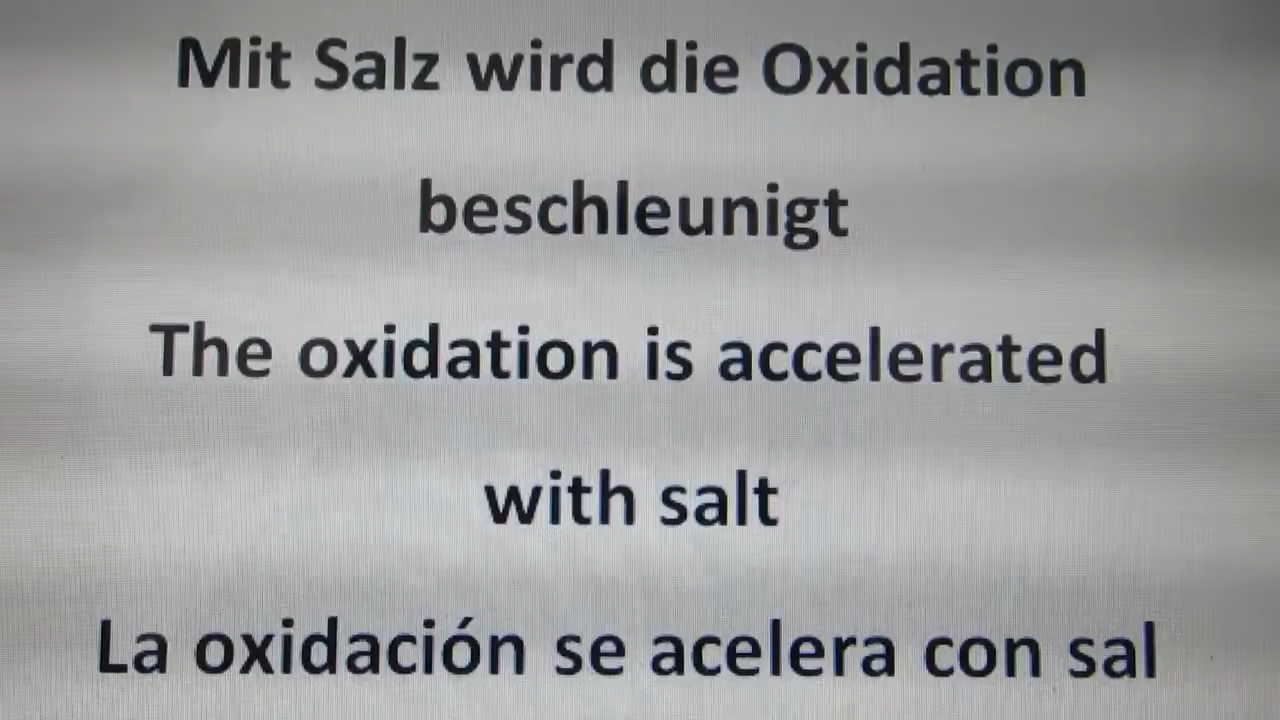 Mit Salz wird die Oxidation
beschleunigt
The oxidation is accelerated
with salt
La oxidación se acelera con sal